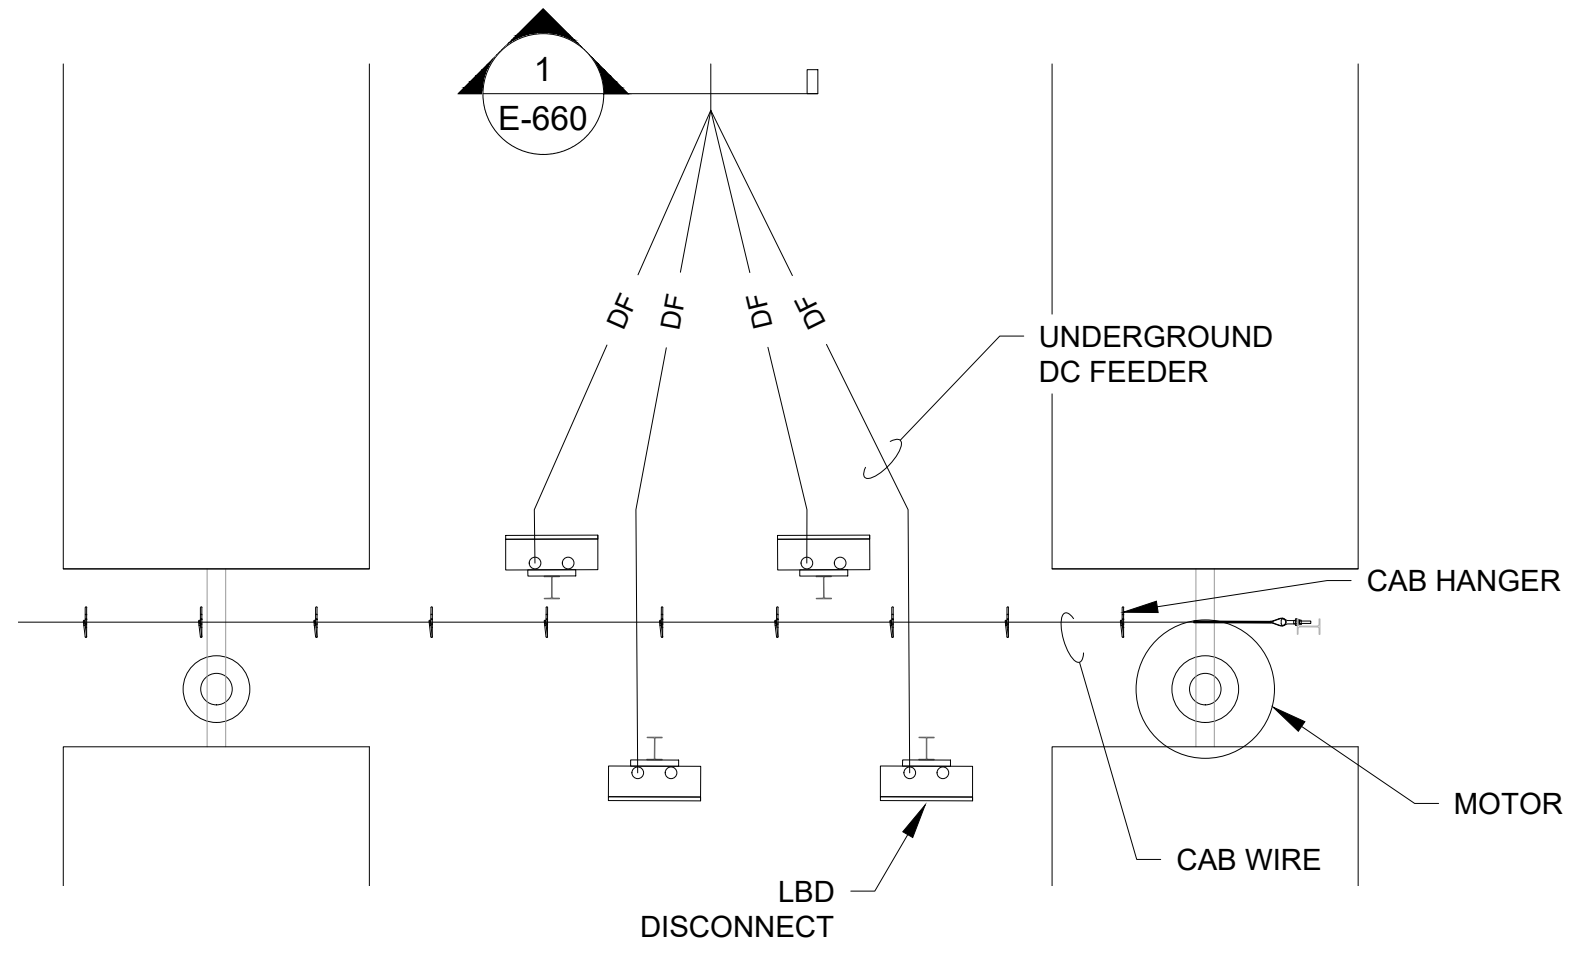 1
E-660
DF
DF
DF
DF
UNDERGROUND
DC FEEDER
CAB HANGER
MOTOR
CAB WIRE
LBD
DISCONNECT